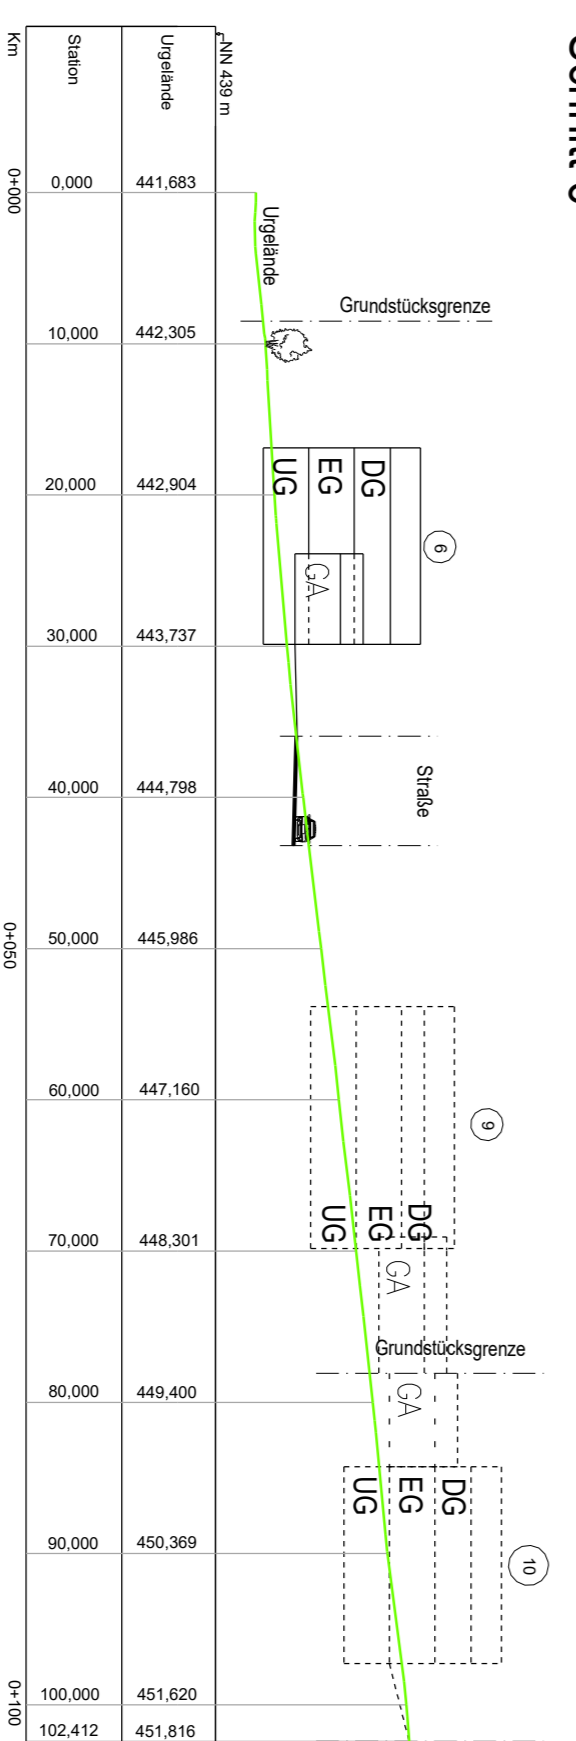 NN 439 m
Urgelände
Station
Km
0,000
441,683
0+000
Urgelände
Grundstücksgrenze
10,000
442,305
DG
EG
UG
6
20,000
442,904
GA
30,000
443,737
Straße
40,000
444,798
50,000
445,986
0+050
9
60,000
447,160
DG
EG
UG
70,000
448,301
GA
Grundstücksgrenze
80,000
449,400
GA
DG
EG
UG
10
90,000
450,369
100,000
451,620
0+100
102,412
451,816